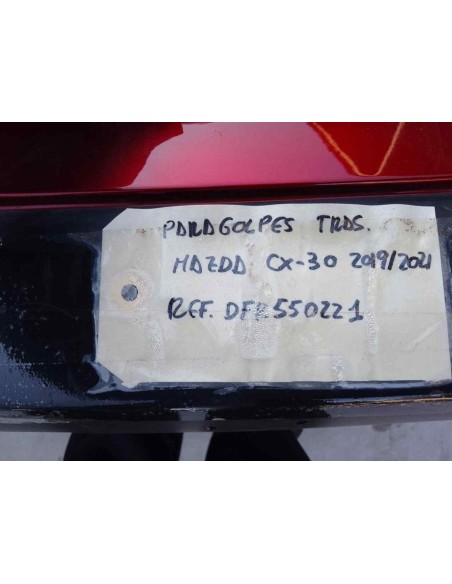 PARAGOLPES TRAS.
MAZDA CX-30 2019/2021
REF. DFR550221